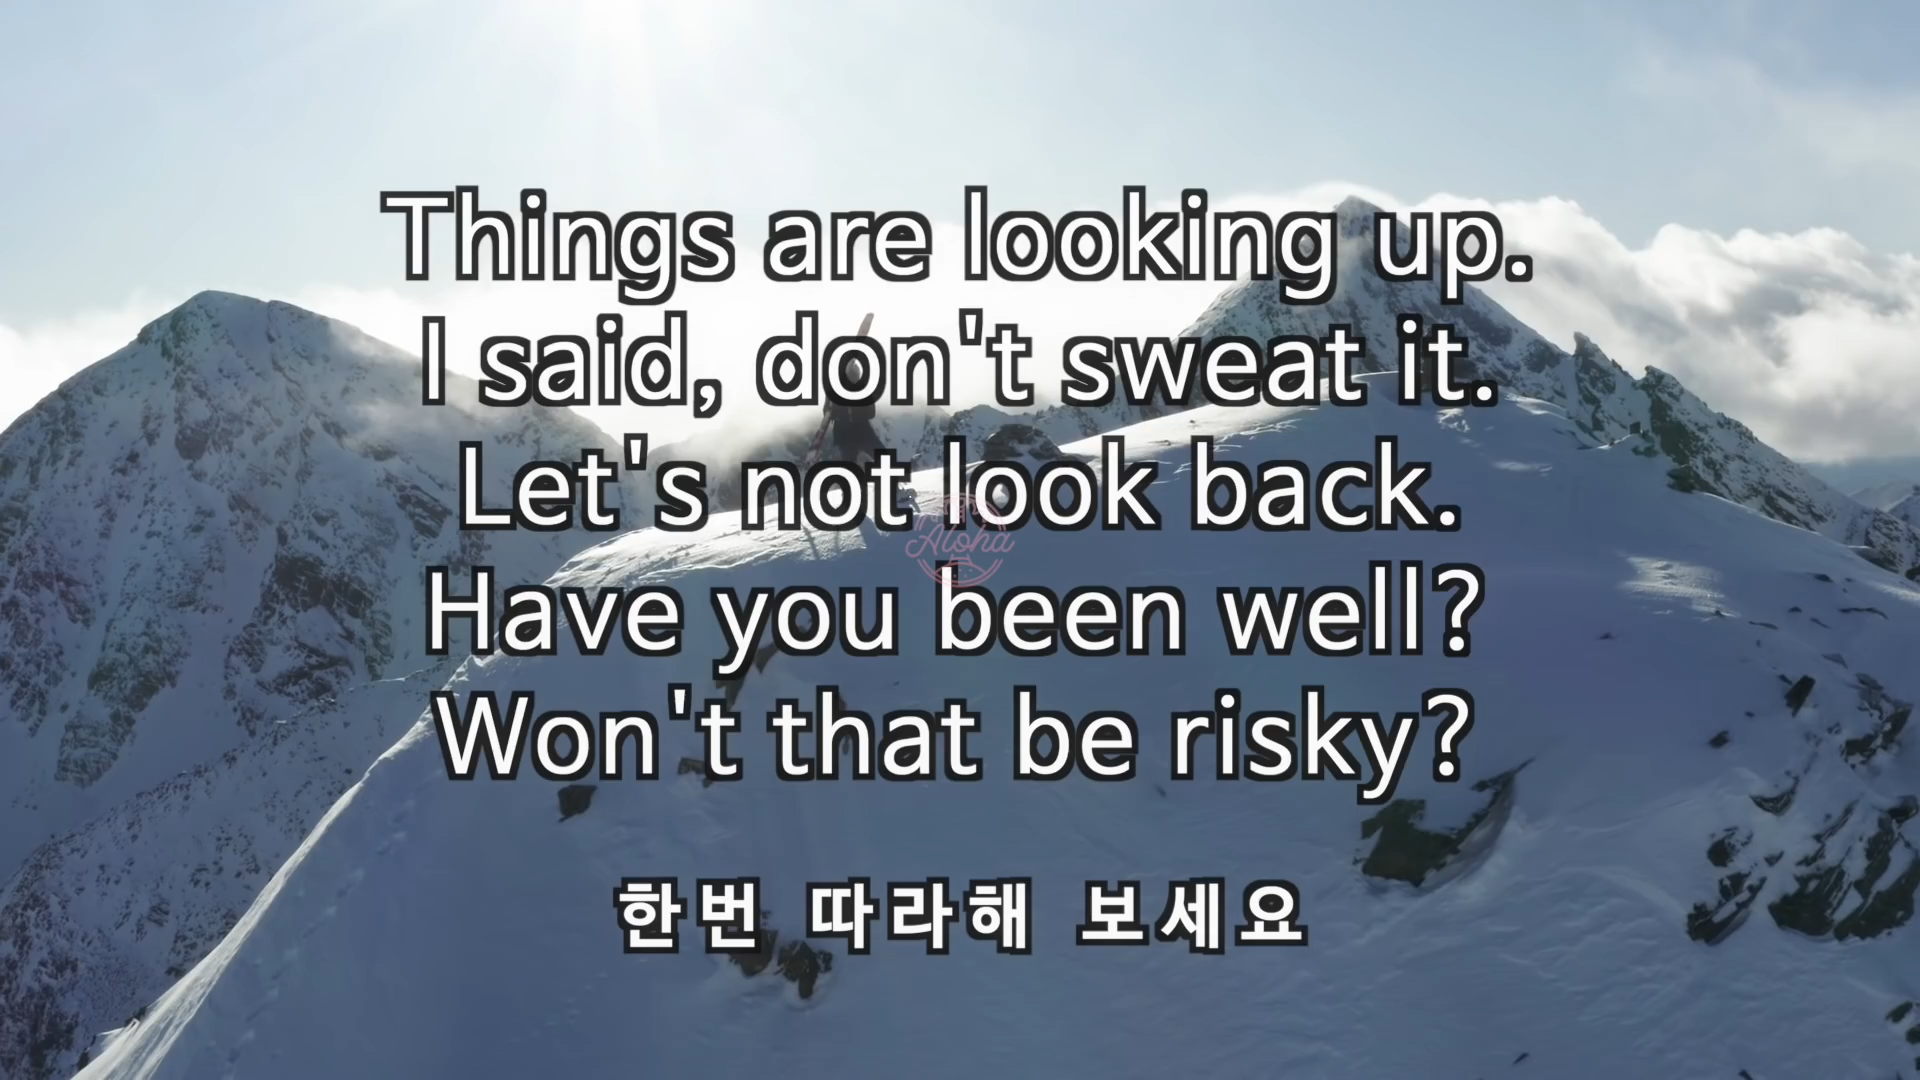 Things are looking up.
I said, don't sweat it.
Let's not look back.
Aloha
Have you been well?
Won't that be risky?
한번 따라해 보세요